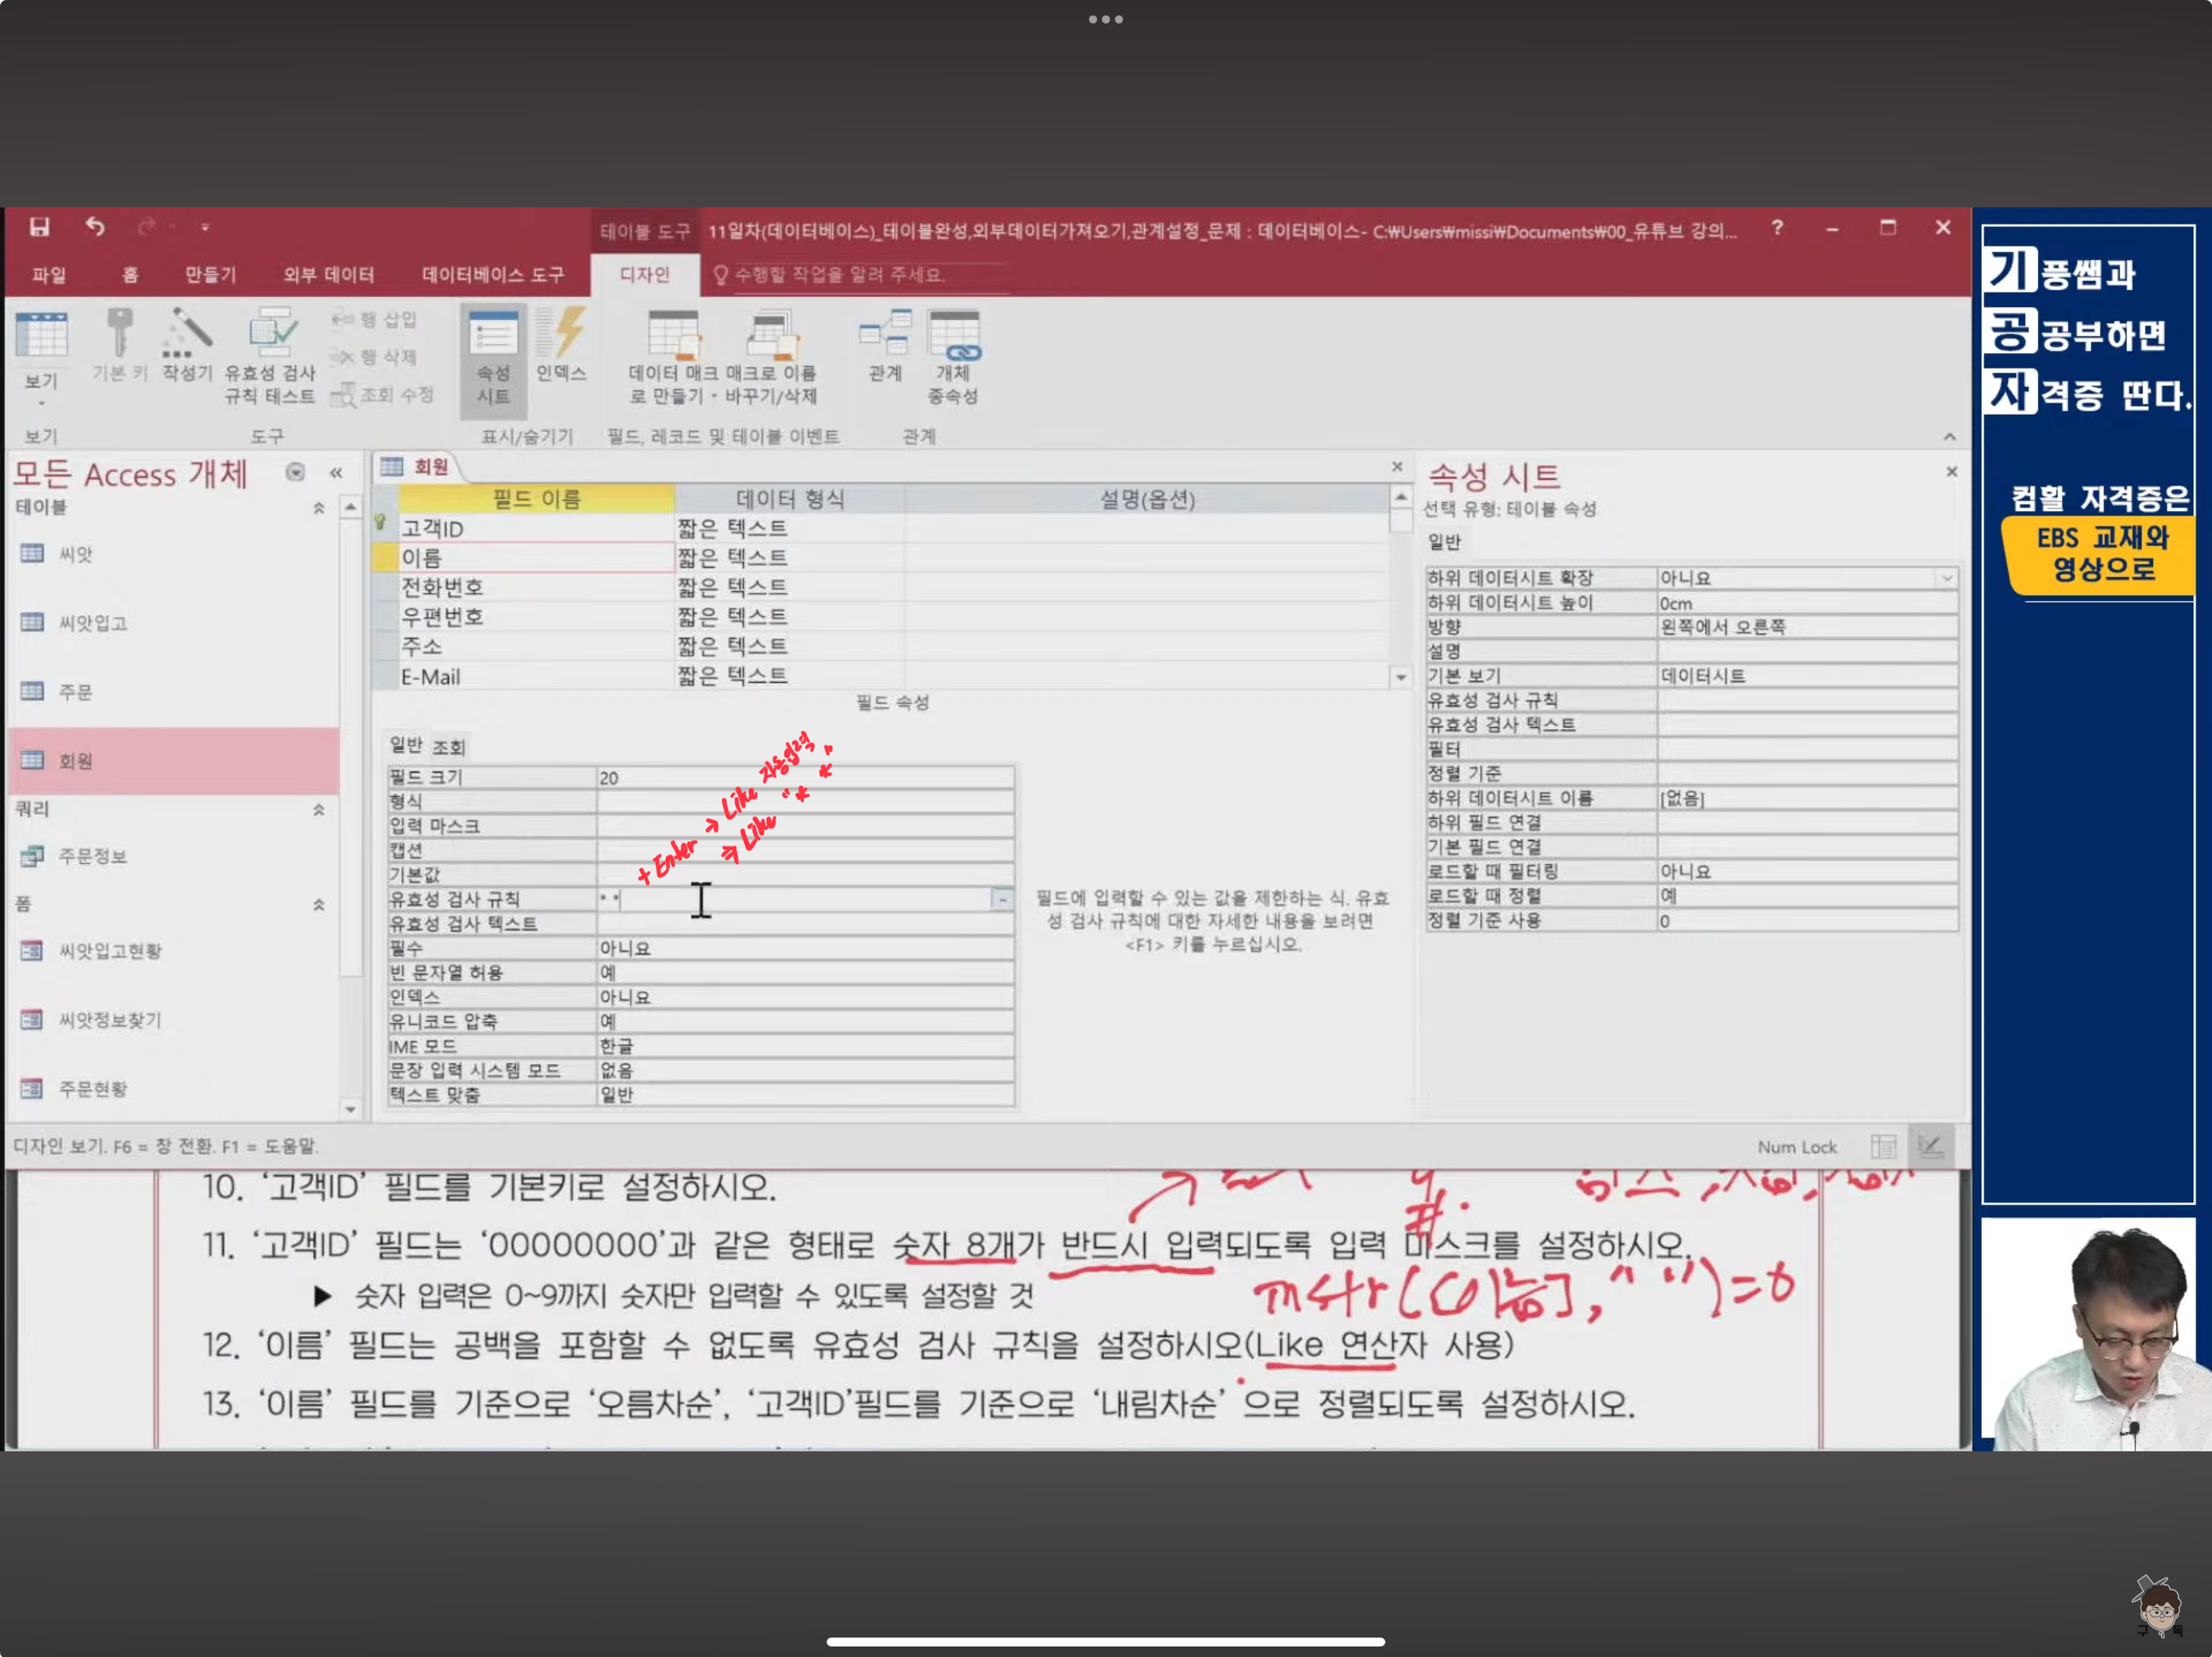 테이블 도구
11일차(데이터베이스)_테이블완성,외부데이터가져오기,관계설정_문제 : 데이터베이스- C:₩Users₩missi₩Documents₩00_유튜브 강의...
파일 홈 만들기 외부 데이터 데이터베이스 도구 디자인 수행할 작업을 알려 주세요.
보기
기본 키
작성기
유효성 검사
규칙 테스트
행 삽입
행 삭제
조회 수정
속성
시트
인덱스
데이터 매크
로 만들기
매크로 이름
바꾸기/삭제
관계
개체
종속성
보기 도구 표시/숨기기 필드, 레코드 및 테이블 이벤트 관계
모든 Access 개체
테이블
씨앗
씨앗입고
주문
회원
쿼리
주문정보
폼
씨앗입고현황
씨앗정보찾기
주문현황
회원
필드 이름 데이터 형식 설명(옵션)
고객ID 짧은 텍스트
이름 짧은 텍스트
전화번호 짧은 텍스트
우편번호 짧은 텍스트
주소 짧은 텍스트
E-Mail 짧은 텍스트
필드 속성
일반 조회
필드 크기 20
형식
입력 마스크
캡션
기본값
유효성 검사 규칙 * *
유효성 검사 텍스트
필수 아니요
빈 문자열 허용 예
인덱스 아니요
유니코드 압축 예
IME 모드 한글
문장 입력 시스템 모드 없음
텍스트 맞춤 일반
+ Enter → Like 자동입력
→ Like "* *"
필드에 입력할 수 있는 값을 제한하는 식. 유효
성 검사 규칙에 대한 자세한 내용을 보려면
<F1> 키를 누르십시오.
속성 시트
선택 유형: 테이블 속성
일반
하위 데이터시트 확장 아니요
하위 데이터시트 높이 0cm
방향 왼쪽에서 오른쪽
설명
기본 보기 데이터시트
유효성 검사 규칙
유효성 검사 텍스트
필터
정렬 기준
하위 데이터시트 이름 [없음]
하위 필드 연결
기본 필드 연결
로드할 때 필터링 아니요
로드할 때 정렬 예
정렬 기준 사용 0
디자인 보기. F6 = 창 전환. F1 = 도움말.
Num Lock
10. ‘고객ID’ 필드를 기본키로 설정하시오.
11. ‘고객ID’ 필드는 ‘00000000’과 같은 형태로 숫자 8개가 반드시 입력되도록 입력 마스크를 설정하시오.
▶ 숫자 입력은 0~9까지 숫자만 입력할 수 있도록 설정할 것
12. ‘이름’ 필드는 공백을 포함할 수 없도록 유효성 검사 규칙을 설정하시오(Like 연산자 사용)
13. ‘이름’ 필드를 기준으로 ‘오름차순’, ‘고객ID’필드를 기준으로 ‘내림차순’ 으로 정렬되도록 설정하시오.
기풍쌤과
공공부하면
자격증 딴다.
컴활 자격증은
EBS 교재와
영상으로
구독